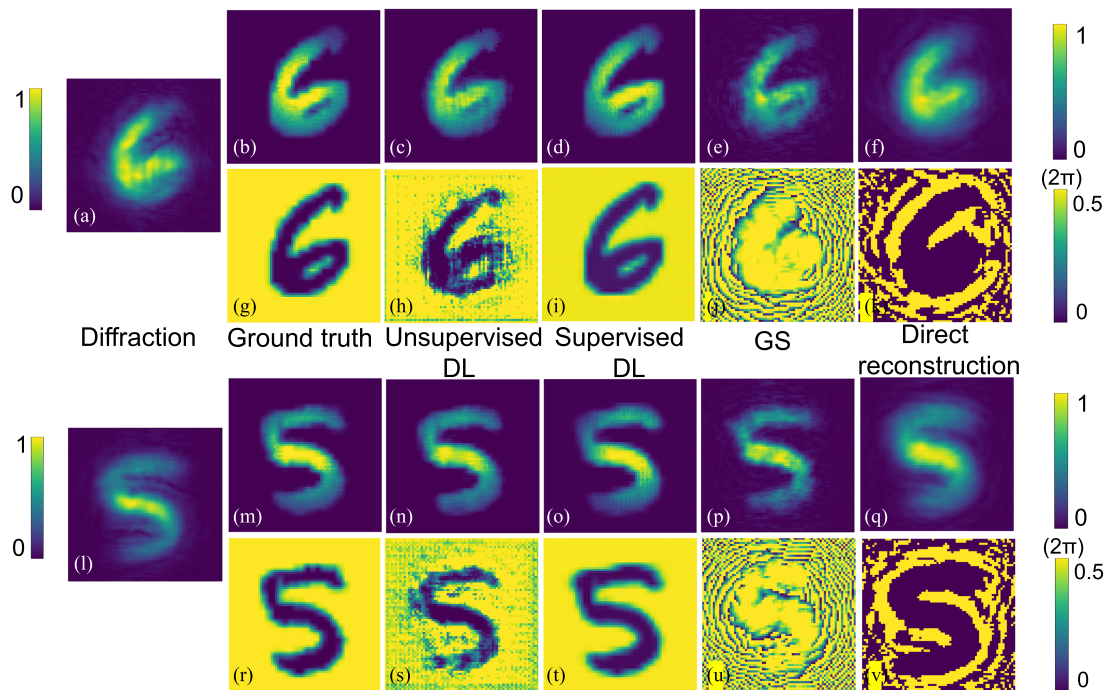 1
0
(a)
(b)
(c)
(d)
(e)
(f)
1
0
(2π)
0.5
0
(g)
(h)
(i)
(j)
(k)
Diffraction
Ground truth
Unsupervised
DL
Supervised
DL
GS
Direct
reconstruction
1
0
(l)
(m)
(n)
(o)
(p)
(q)
1
0
(2π)
0.5
0
(r)
(s)
(t)
(u)
(v)